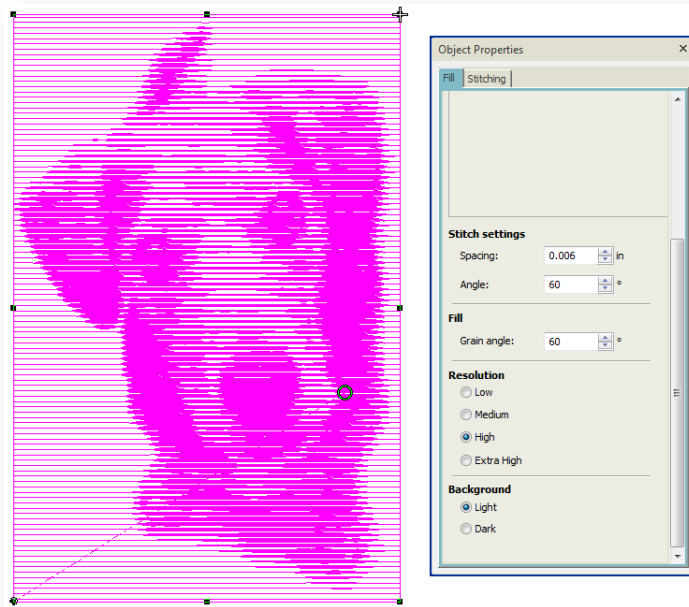 Object Properties
Fill Stitching
Stitch settings
Spacing: 0.006 in
Angle: 60 °
Fill
Grain angle: 60 °
Resolution
Low
Medium
High
Extra High
Background
Light
Dark